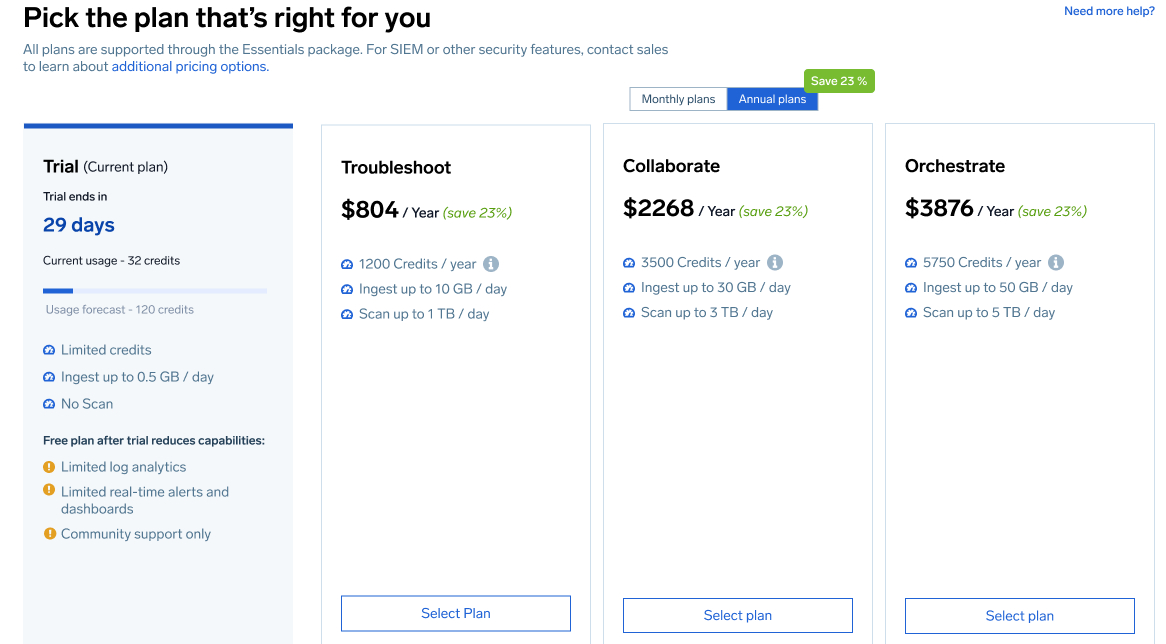 Pick the plan that's right for you
Need more help?
All plans are supported through the Essentials package. For SIEM or other security features, contact sales
to learn about additional pricing options.
Save 23 %
Monthly plans
Annual plans
Trial (Current plan)
Trial ends in
29 days
Current usage - 32 credits
Usage forecast - 120 credits
Limited credits
Ingest up to 0.5 GB / day
No Scan
Free plan after trial reduces capabilities:
Limited log analytics
Limited real-time alerts and
dashboards
Community support only
Troubleshoot
$804 / Year (save 23%)
1200 Credits / year
Ingest up to 10 GB / day
Scan up to 1 TB / day
Select Plan
Collaborate
$2268 / Year (save 23%)
3500 Credits / year
Ingest up to 30 GB / day
Scan up to 3 TB / day
Select plan
Orchestrate
$3876 / Year (save 23%)
5750 Credits / year
Ingest up to 50 GB / day
Scan up to 5 TB / day
Select plan